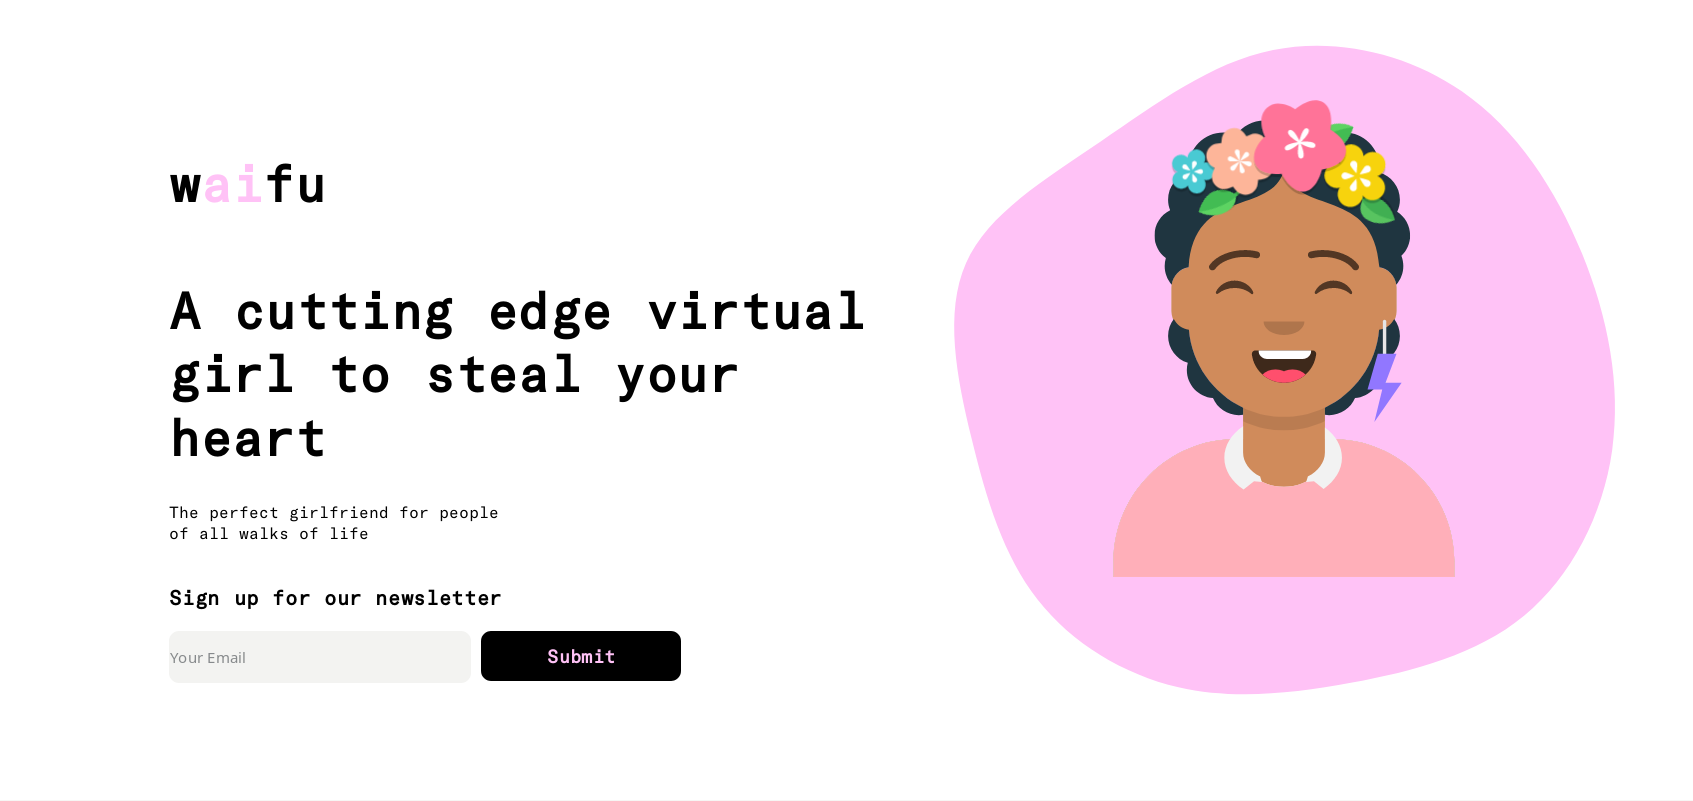 waifu
A cutting edge virtual
girl to steal your
heart
The perfect girlfriend for people
of all walks of life
Sign up for our newsletter
Your Email
Submit